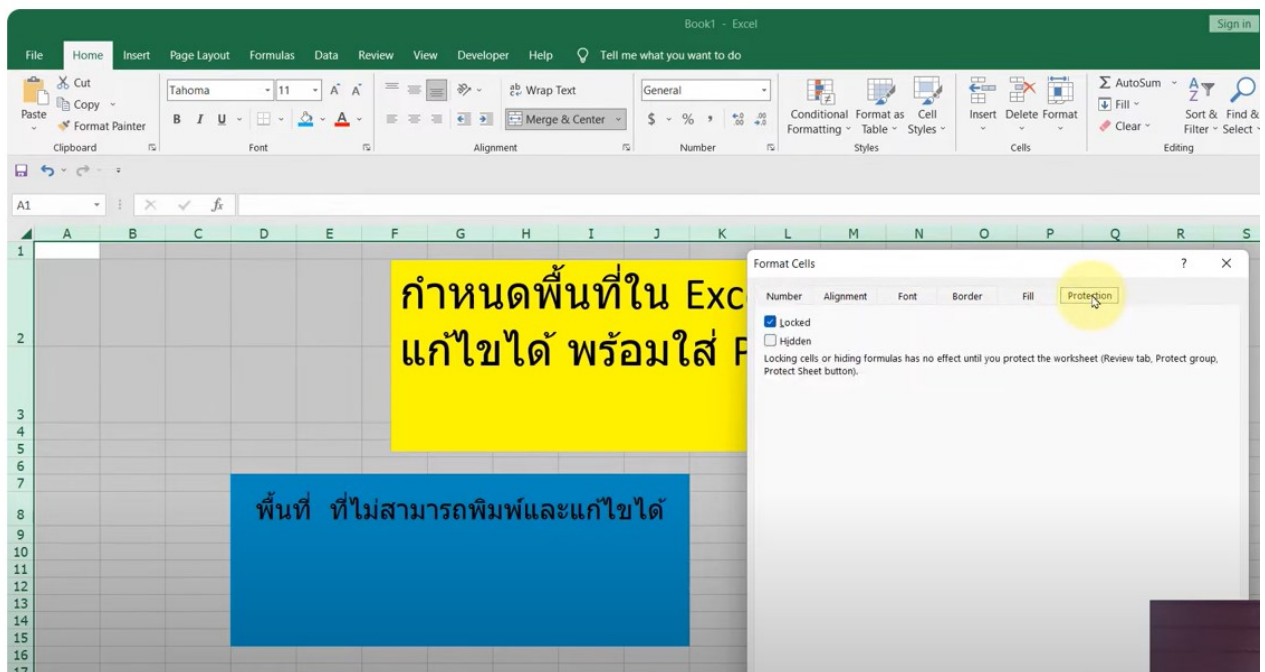 Book1 - Excel
Sign in
File Home Insert Page Layout Formulas Data Review View Developer Help Tell me what you want to do
Cut
Copy
Format Painter
Paste
Clipboard
Tahoma 11
B I U
Font
Wrap Text
Merge & Center
Alignment
General
$ % ,
Number
Conditional Formatting
Format as Table
Cell Styles
Styles
Insert Delete Format
Cells
AutoSum
Fill
Clear
Sort & Filter
Find & Select
Editing
A1
fx
A B C D E F G H I J K L M N O P Q R S
1
2
3
4
5
6
7
8
9
10
11
12
13
14
15
16
17
กำหนดพื้นที่ใน Exc
แก้ไขได้ พร้อมใส่ P
พื้นที่ ที่ไม่สามารถพิมพ์และแก้ไขได้
Format Cells
? ×
Number Alignment Font Border Fill Protection
Locked
Hidden
Locking cells or hiding formulas has no effect until you protect the worksheet (Review tab, Protect group,
Protect Sheet button).